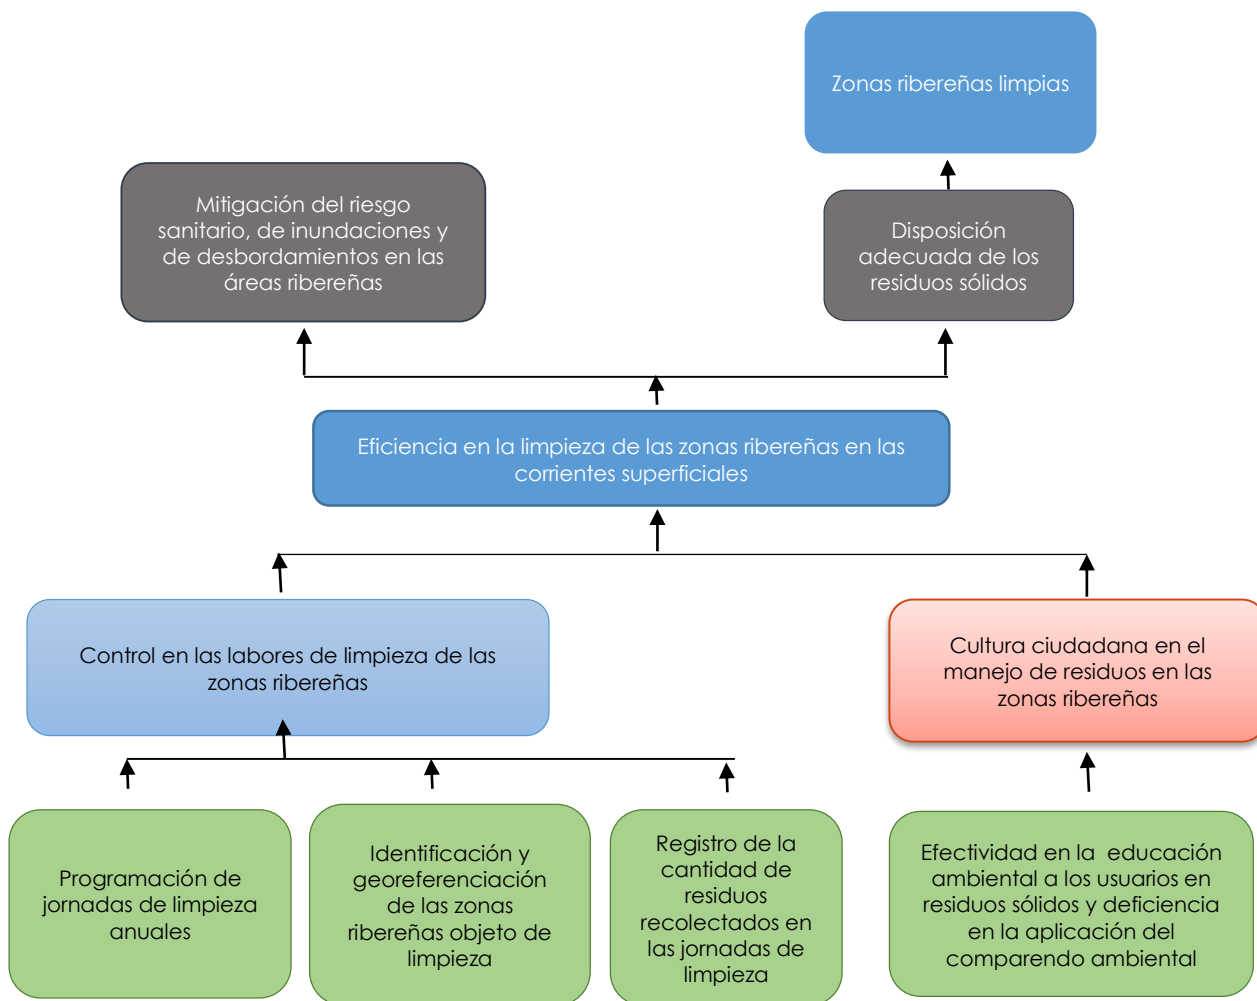 Zonas ribereñas limpias
Mitigación del riesgo
sanitario, de inundaciones y
de desbordamientos en las
áreas ribereñas
Disposición
adecuada de los
residuos sólidos
Eficiencia en la limpieza de las zonas ribereñas en las
corrientes superficiales
Control en las labores de limpieza de las
zonas ribereñas
Cultura ciudadana en el
manejo de residuos en las
zonas ribereñas
Programación de
jornadas de limpieza
anuales
Identificación y
georeferenciación
de las zonas
ribereñas objeto de
limpieza
Registro de la
cantidad de
residuos
recolectados en
las jornadas de
limpieza
Efectividad en la educación
ambiental a los usuarios en
residuos sólidos y deficiencia
en la aplicación del
comparendo ambiental